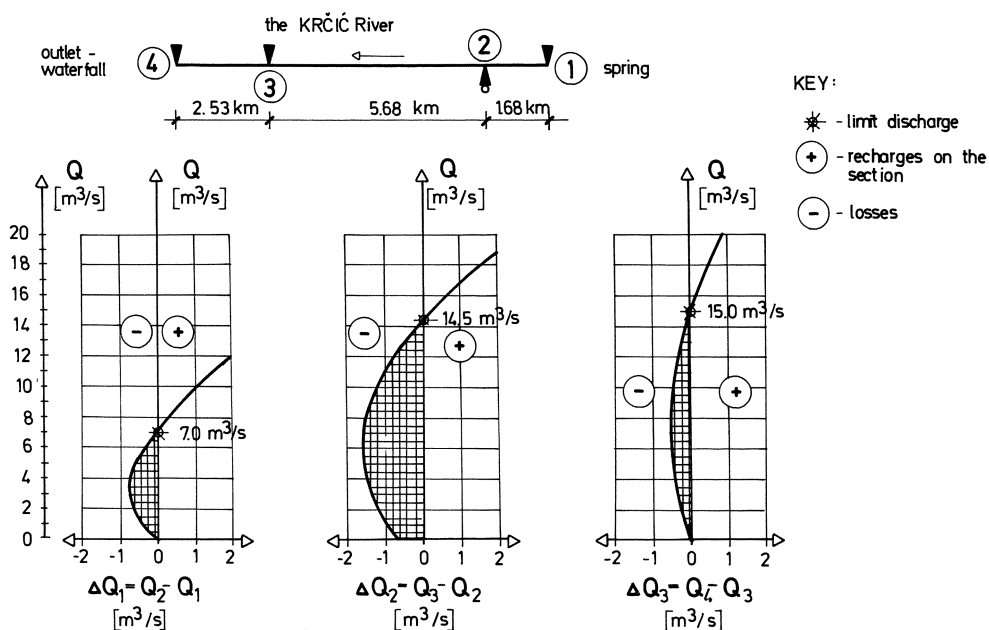 the KRČIĆ River
outlet -
waterfall
4
3
2
1
spring
2.53 km
5.68 km
1.68 km
KEY:
- limit discharge
+ - recharges on the
section
- - losses
Q
[m³/s]
Q
[m³/s]
Q
[m³/s]
Q
[m³/s]
20
18
16
14
12
10
8
6
4
2
0
- +
7.0 m³/s
-2 -1 0 1 2
ΔQ₁=Q₂-Q₁
[m³/s]
-
14.5 m³/s
+
-2 -1 0 1 2
ΔQ₂=Q₃-Q₂
[m³/s]
15.0 m³/s
- +
-2 -1 0 1 2
ΔQ₃=Q₄-Q₃
[m³/s]